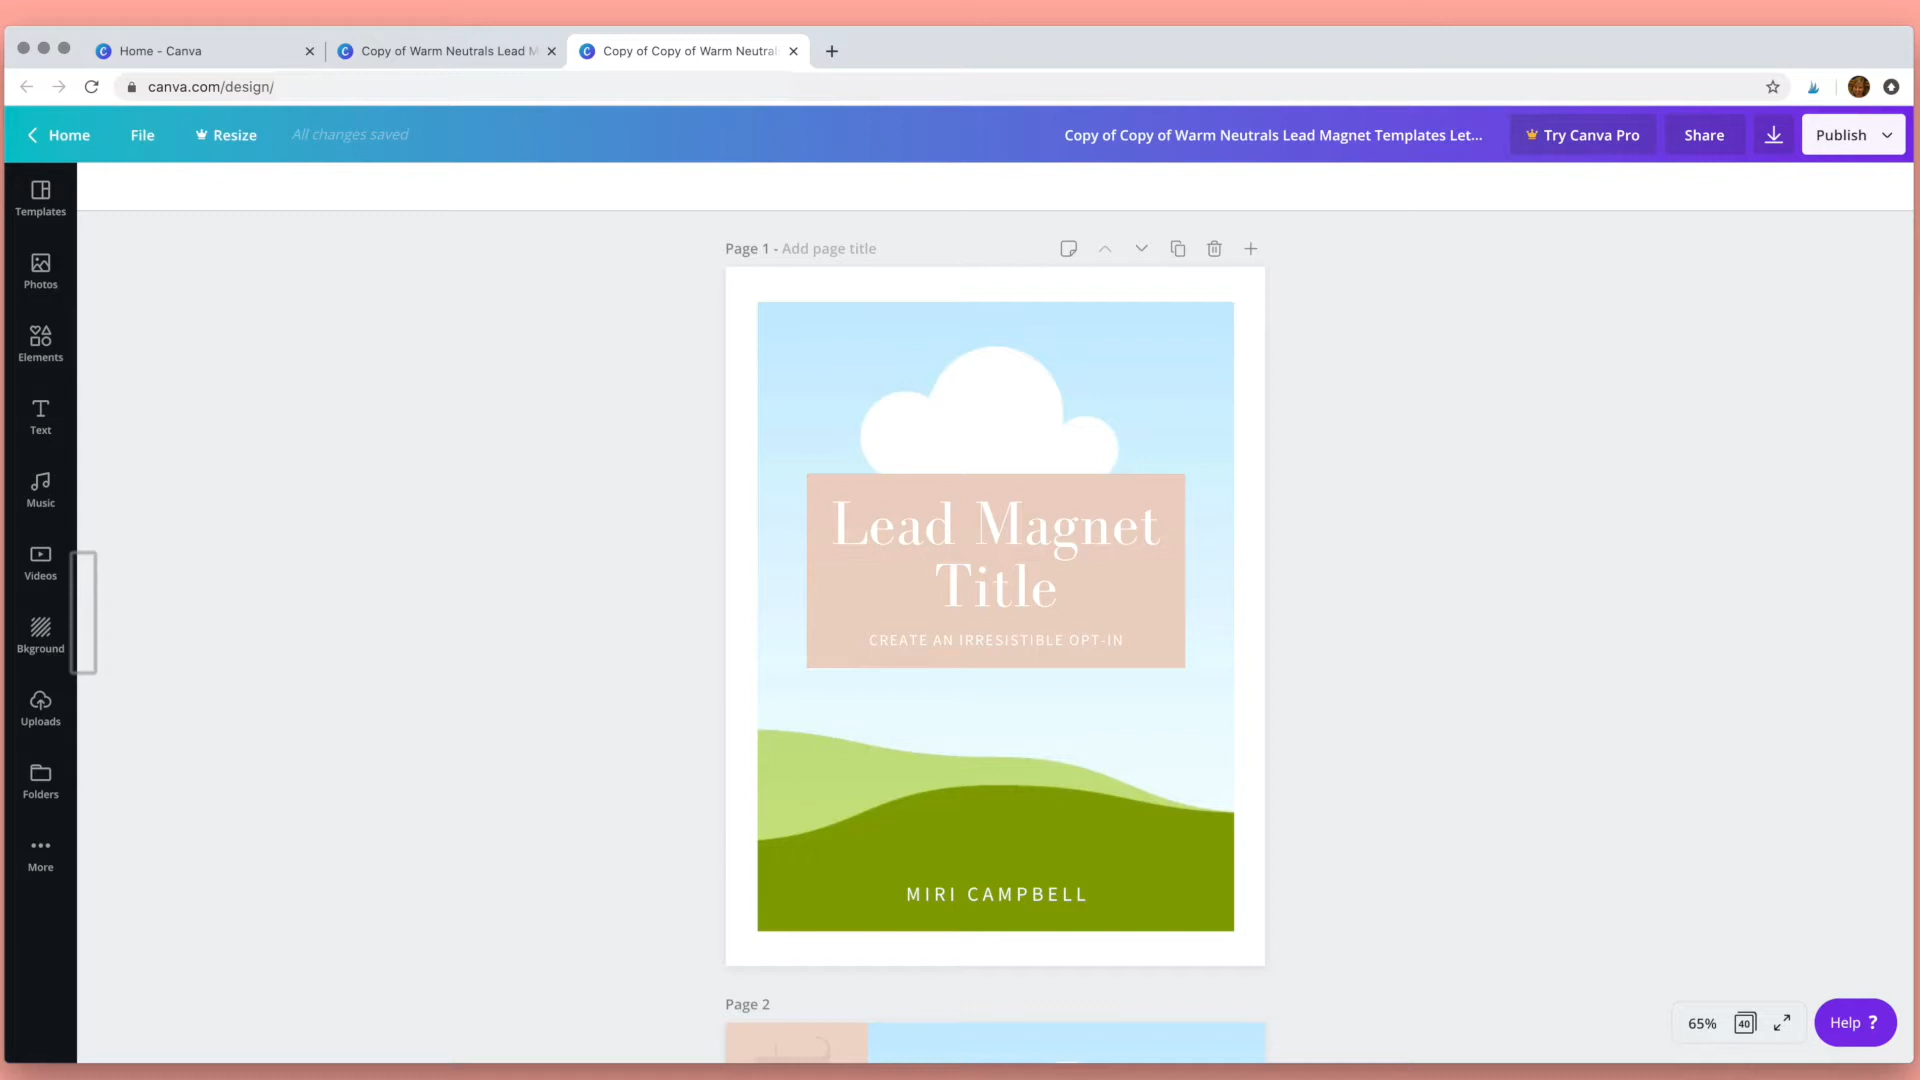 Home - Canva
Copy of Warm Neutrals Lead M
Copy of Copy of Warm Neutral
canva.com/design/
Home
File
Resize
All changes saved
Copy of Copy of Warm Neutrals Lead Magnet Templates Let...
Try Canva Pro
Share
Publish
Templates
Photos
Elements
Text
Music
Videos
Bkground
Uploads
Folders
More
Page 1 - Add page title
Lead Magnet
Title
CREATE AN IRRESISTIBLE OPT-IN
MIRI CAMPBELL
Page 2
65%
40
Help ?